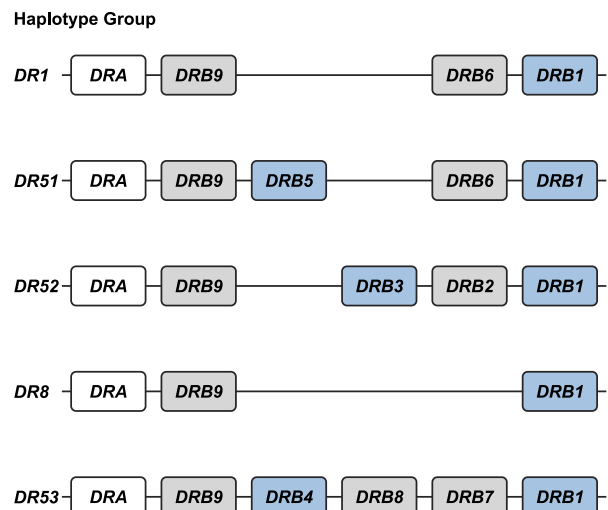 Haplotype Group
DR1 DRA DRB9 DRB6 DRB1
DR51 DRA DRB9 DRB5 DRB6 DRB1
DR52 DRA DRB9 DRB3 DRB2 DRB1
DR8 DRA DRB9 DRB1
DR53 DRA DRB9 DRB4 DRB8 DRB7 DRB1